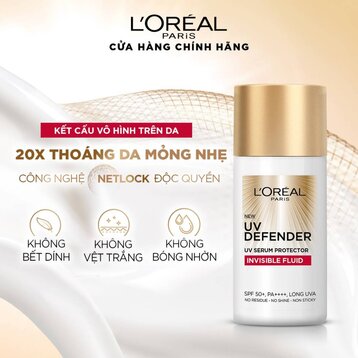 L'ORÉAL
PARIS
CỬA HÀNG CHÍNH HÃNG
KẾT CẤU VÔ HÌNH TRÊN DA
20X THOÁNG DA MỎNG NHẸ
CÔNG NGHỆ NETLOCK ĐỘC QUYỀN
KHÔNG
BẾT DÍNH
KHÔNG
VỆT TRẮNG
KHÔNG
BÓNG NHỜN
L'ORÉAL
PARIS
NEW
UV
DEFENDER
UV SERUM PROTECTOR
INVISIBLE FLUID
SPF 50+, PA++++, LONG UVA
NO RESIDUE - NO SHINE - NON STICKY